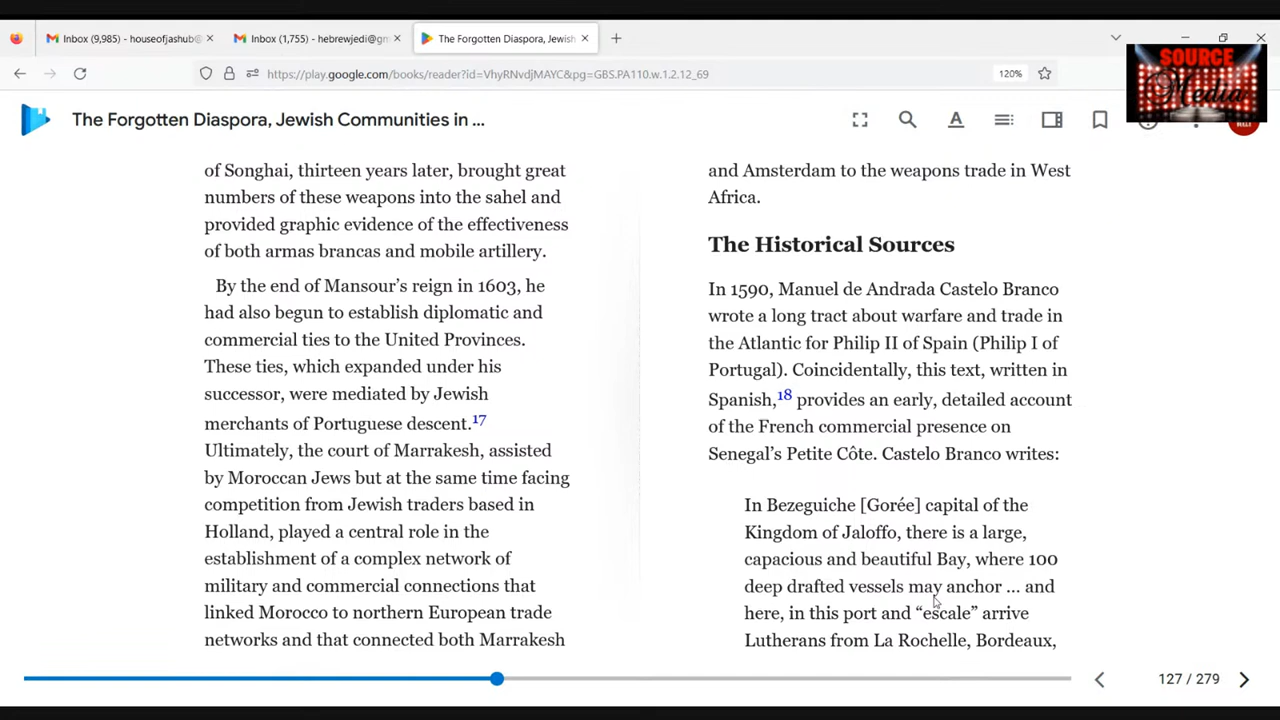 Inbox (9,985) - houseofjashub@
Inbox (1,755) - hebrewjedi@gm
The Forgotten Diaspora, Jewish
https://play.google.com/books/reader?id=VhyRNvdjMAYC&pg=GBS.PA110.w.1.2.12_69
120%
SOURCE
Media
The Forgotten Diaspora, Jewish Communities in ...
of Songhai, thirteen years later, brought great
numbers of these weapons into the sahel and
provided graphic evidence of the effectiveness
of both armas brancas and mobile artillery.
By the end of Mansour’s reign in 1603, he
had also begun to establish diplomatic and
commercial ties to the United Provinces.
These ties, which expanded under his
successor, were mediated by Jewish
merchants of Portuguese descent.17
Ultimately, the court of Marrakesh, assisted
by Moroccan Jews but at the same time facing
competition from Jewish traders based in
Holland, played a central role in the
establishment of a complex network of
military and commercial connections that
linked Morocco to northern European trade
networks and that connected both Marrakesh
and Amsterdam to the weapons trade in West
Africa.
The Historical Sources
In 1590, Manuel de Andrada Castelo Branco
wrote a long tract about warfare and trade in
the Atlantic for Philip II of Spain (Philip I of
Portugal). Coincidentally, this text, written in
Spanish,18 provides an early, detailed account
of the French commercial presence on
Senegal’s Petite Côte. Castelo Branco writes:
In Bezeguiche [Gorée] capital of the
Kingdom of Jaloffo, there is a large,
capacious and beautiful Bay, where 100
deep drafted vessels may anchor ... and
here, in this port and “escale” arrive
Lutherans from La Rochelle, Bordeaux,
127 / 279